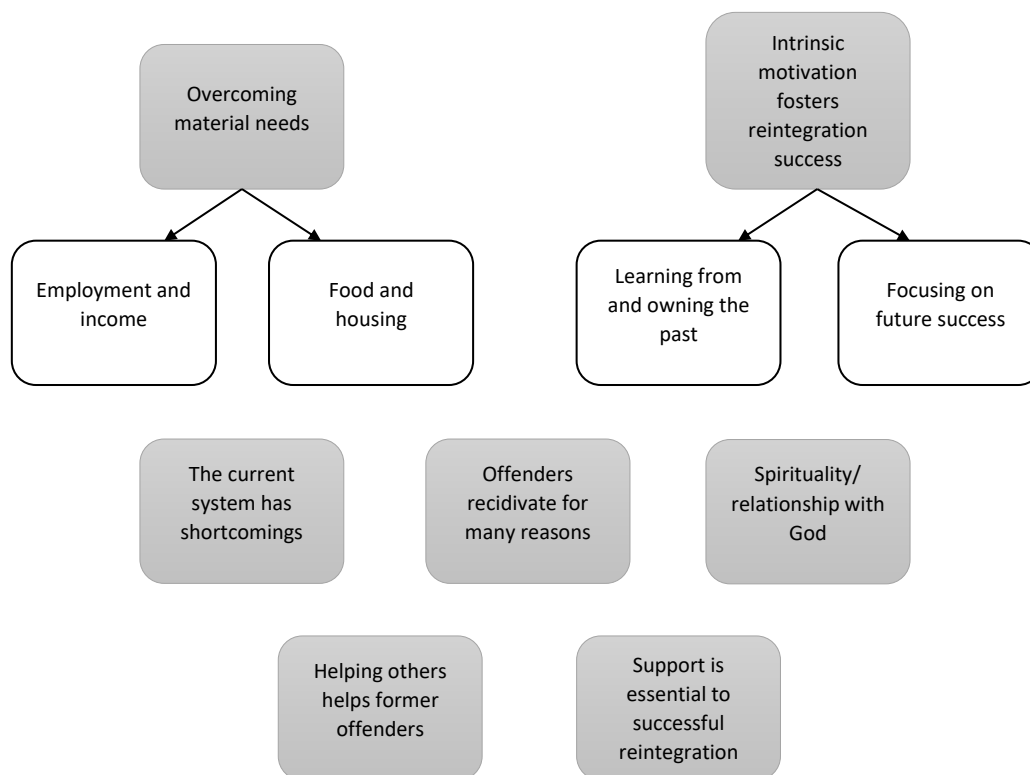 Overcoming
material needs
Intrinsic
motivation
fosters
reintegration
success
Employment and
income
Food and
housing
Learning from
and owning the
past
Focusing on
future success
The current
system has
shortcomings
Offenders
recidivate for
many reasons
Spirituality/
relationship with
God
Helping others
helps former
offenders
Support is
essential to
successful
reintegration